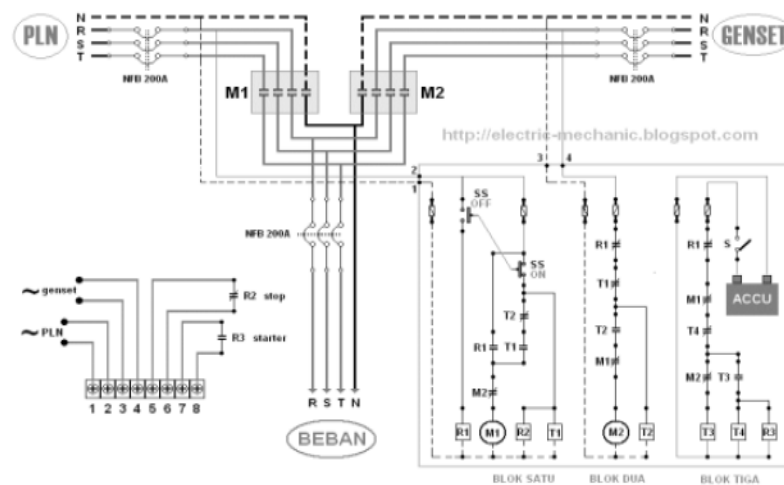 PLN
N
R
S
T
NFB 200A
M1
M2
N
R
S
T
GENSET
NFB 200A
http://electric-mechanic.blogspot.com
2
1
3
4
SS
OFF
SS
ON
NFB 200A
R1
T1
R1
S
ACCU
~ genset
R2 stop
~ PLN
R3 starter
T2
R1
T1
T2
M1
M1
T4
M2
M2
T3
1 2 3 4 5 6 7 8
R S T N
BEBAN
R1
M1
R2
T1
M2
T2
T3
T4
R3
BLOK SATU
BLOK DUA
BLOK TIGA